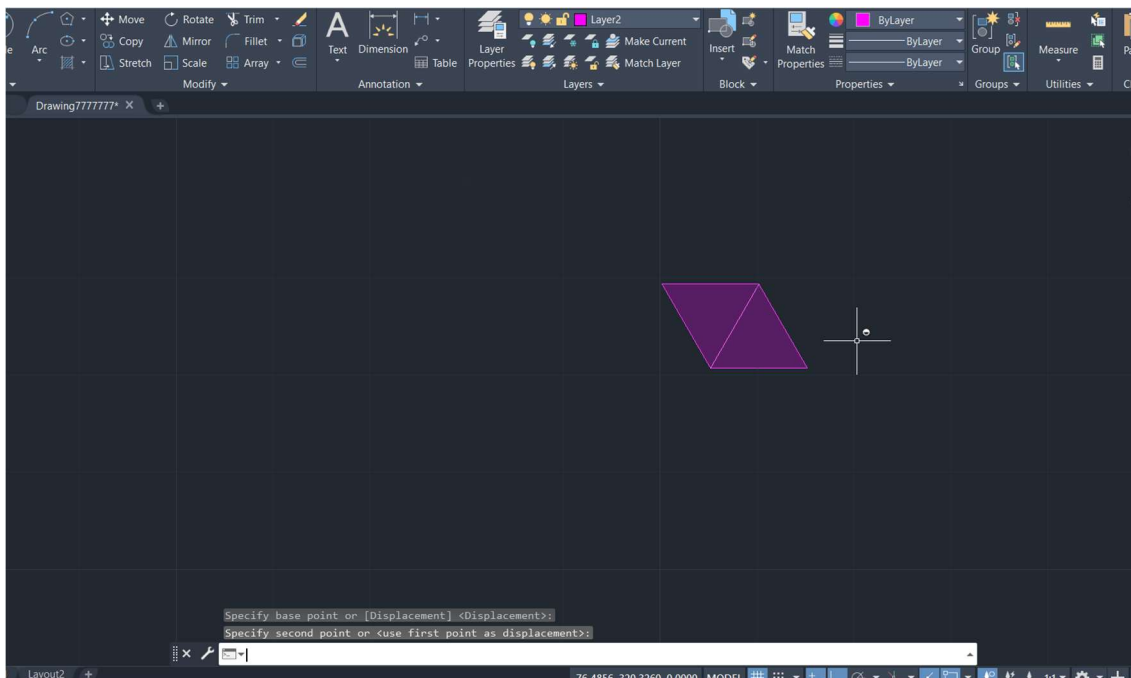 Move Rotate Trim Layer2 ByLayer
Arc Copy Mirror Fillet Text Dimension Layer Make Current Insert Match ByLayer Group Measure
Stretch Scale Array Table Properties Match Layer Properties ByLayer
Modify Annotation Layers Block Properties Groups Utilities
Drawing7777777*
Specify base point or [Displacement] <Displacement>:
Specify second point or <use first point as displacement>:
Layout2 MODEL